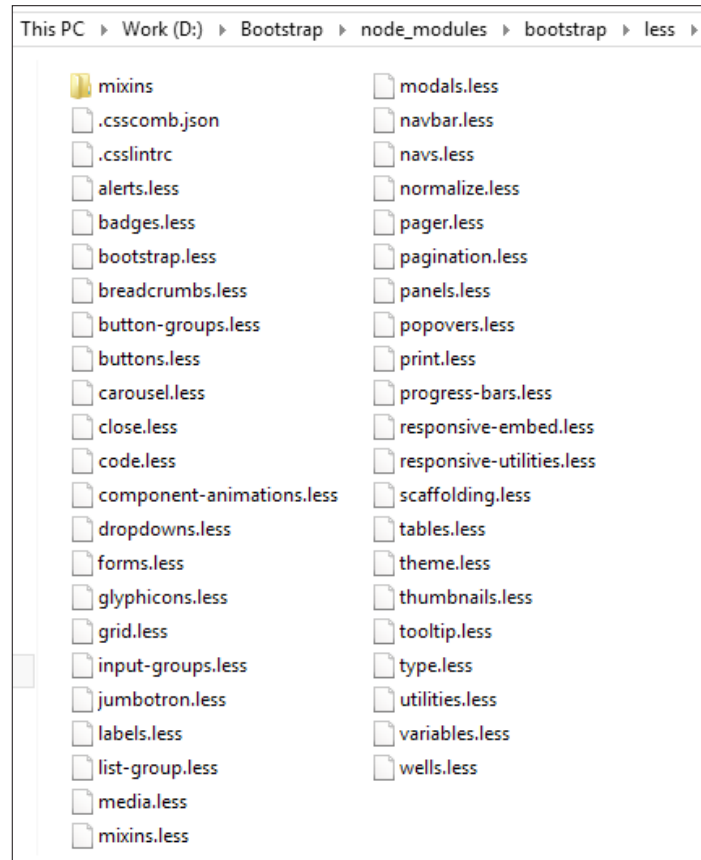 This PC Work (D:) Bootstrap node_modules bootstrap less
mixins
.csscomb.json
.csslintrc
alerts.less
badges.less
bootstrap.less
breadcrumbs.less
button-groups.less
buttons.less
carousel.less
close.less
code.less
component-animations.less
dropdowns.less
forms.less
glyphicons.less
grid.less
input-groups.less
jumbotron.less
labels.less
list-group.less
media.less
mixins.less
modals.less
navbar.less
navs.less
normalize.less
pager.less
pagination.less
panels.less
popovers.less
print.less
progress-bars.less
responsive-embed.less
responsive-utilities.less
scaffolding.less
tables.less
theme.less
thumbnails.less
tooltip.less
type.less
utilities.less
variables.less
wells.less